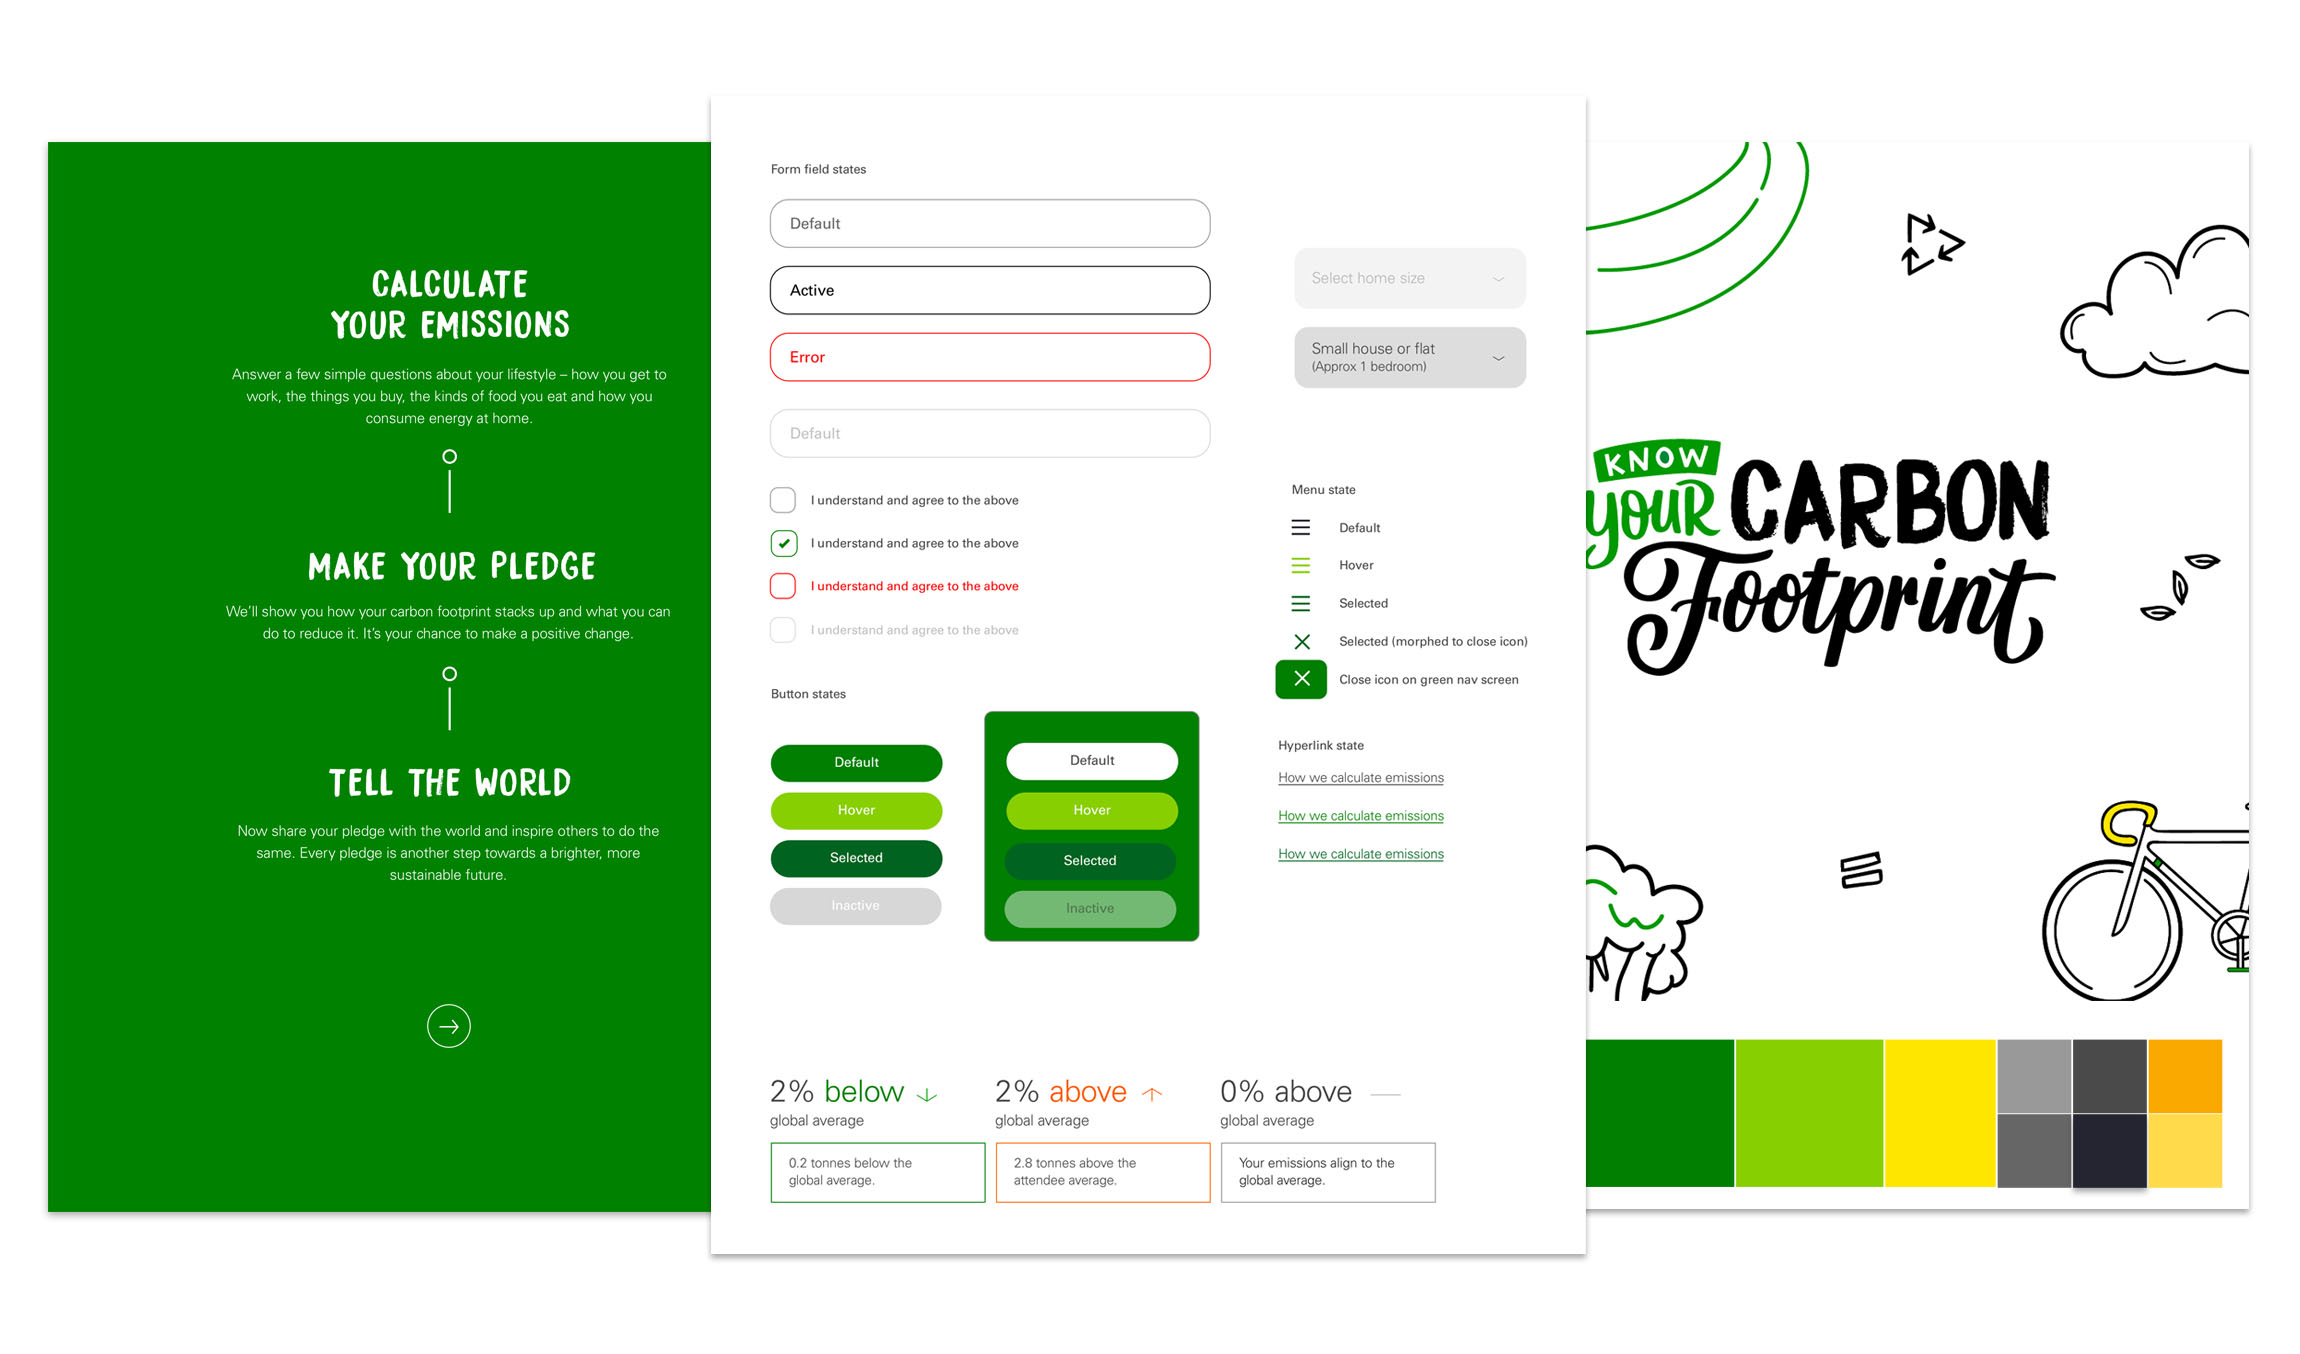 CALCULATE
YOUR EMISSIONS
Answer a few simple questions about your lifestyle – how you get to
work, the things you buy, the kinds of food you eat and how you
consume energy at home.
MAKE YOUR PLEDGE
We'll show you how your carbon footprint stacks up and what you can
do to reduce it. It's your chance to make a positive change.
TELL THE WORLD
Now share your pledge with the world and inspire others to do the
same. Every pledge is another step towards a brighter, more
sustainable future.
Form field states
Default
Active
Error
Default
I understand and agree to the above
I understand and agree to the above
I understand and agree to the above
I understand and agree to the above
Button states
Default
Hover
Selected
Inactive
Default
Hover
Selected
Inactive
Select home size
Small house or flat
(Approx 1 bedroom)
Menu state
Default
Hover
Selected
Selected (morphed to close icon)
Close icon on green nav screen
Hyperlink state
How we calculate emissions
How we calculate emissions
How we calculate emissions
2% below
global average
0.2 tonnes below the
global average.
2% above
global average
2.8 tonnes above the
attendee average.
0% above
global average
Your emissions align to the
global average.
KNOW
YOUR CARBON
Footprint